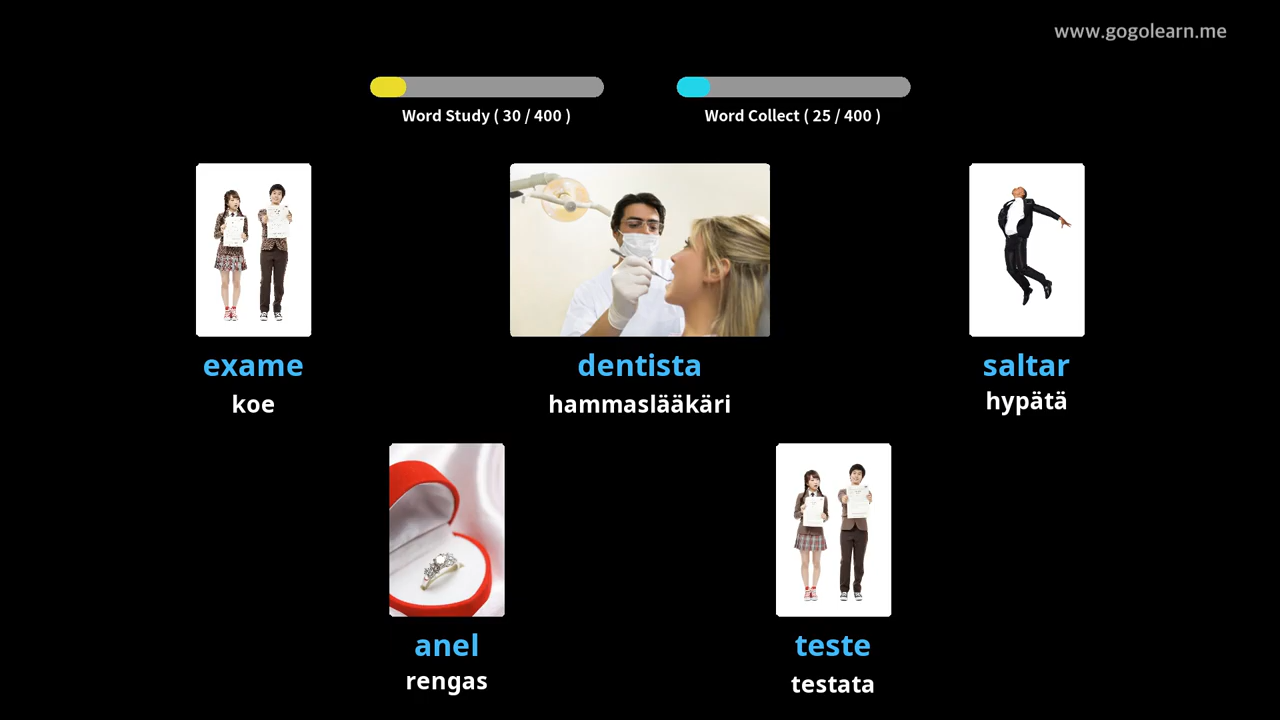 www.gogolearn.me
Word Study ( 30 / 400 )
Word Collect ( 25 / 400 )
exame
koe
dentista
hammaslääkäri
saltar
hypätä
anel
rengas
teste
testata